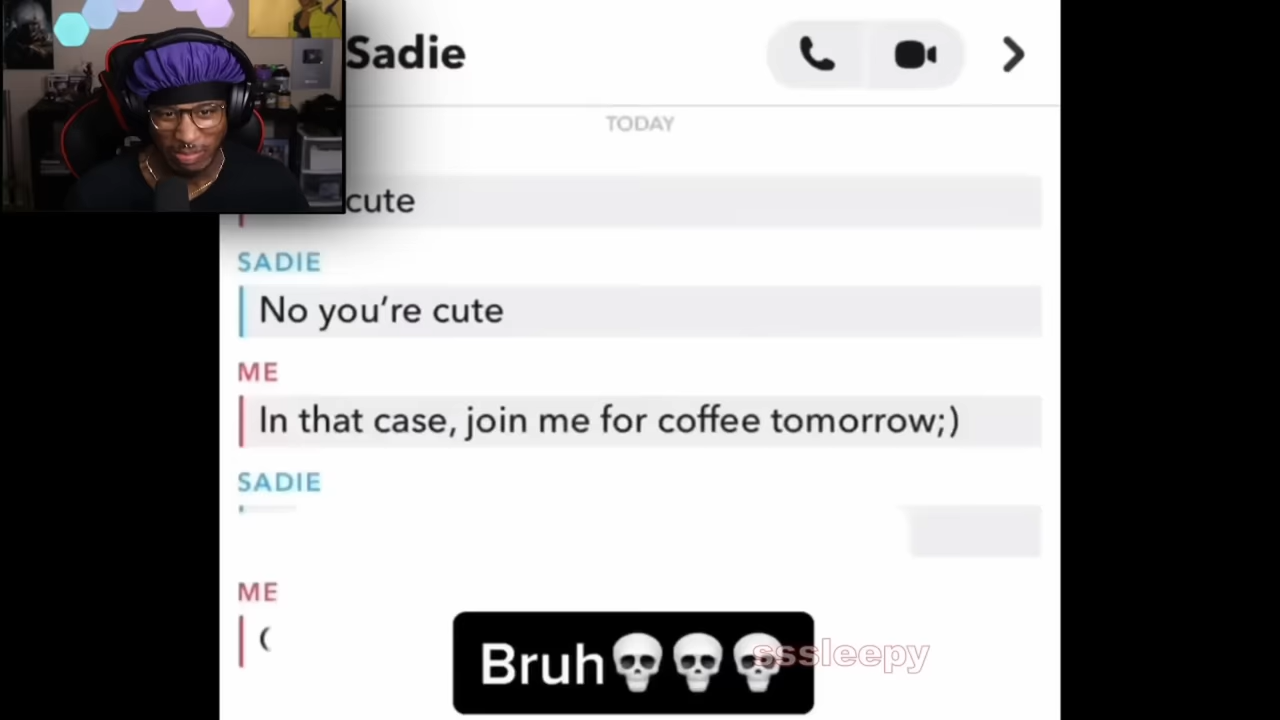 Sadie
TODAY
cute
SADIE
No you're cute
ME
In that case, join me for coffee tomorrow;)
SADIE
ME
(
Bruh💀💀💀
sssleepy